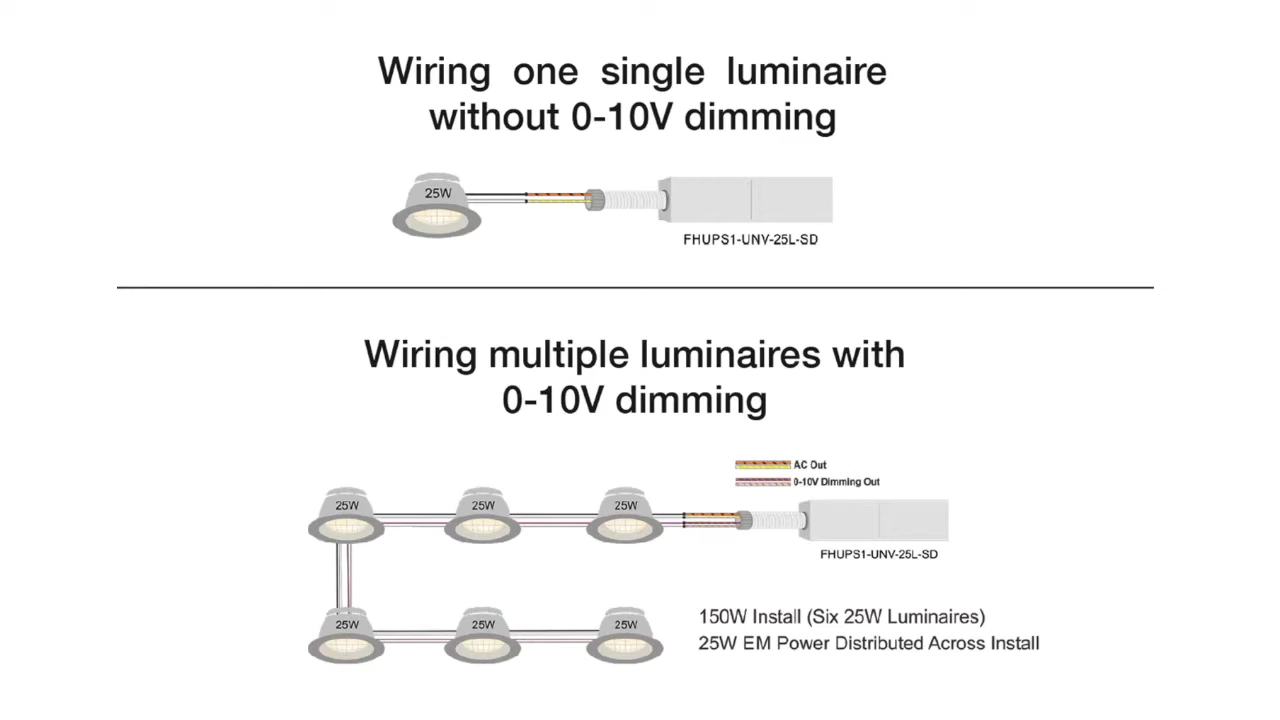 Wiring one single luminaire
without 0-10V dimming
25W
FHUPS1-UNV-25L-SD
Wiring multiple luminaires with
0-10V dimming
AC Out
0-10V Dimming Out
25W 25W 25W
FHUPS1-UNV-25L-SD
150W Install (Six 25W Luminaires)
25W 25W 25W
25W EM Power Distributed Across Install